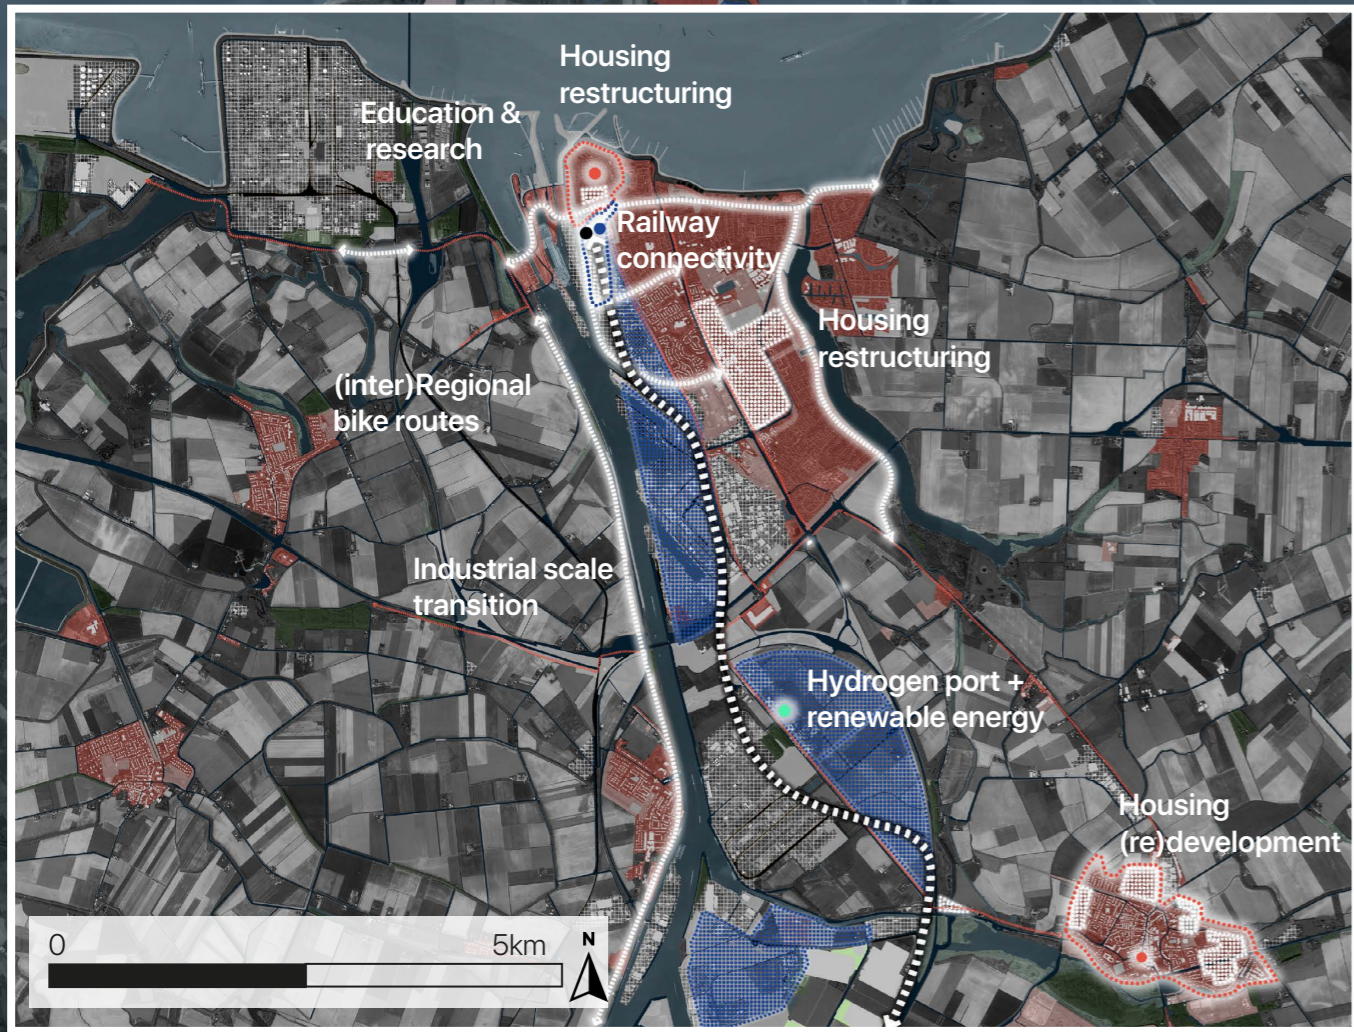 Housing
restructuring
Education &
research
Railway
connectivity
Housing
restructuring
(inter)Regional
bike routes
Industrial scale
transition
Hydrogen port +
renewable energy
Housing
(re)development
0
5km
N